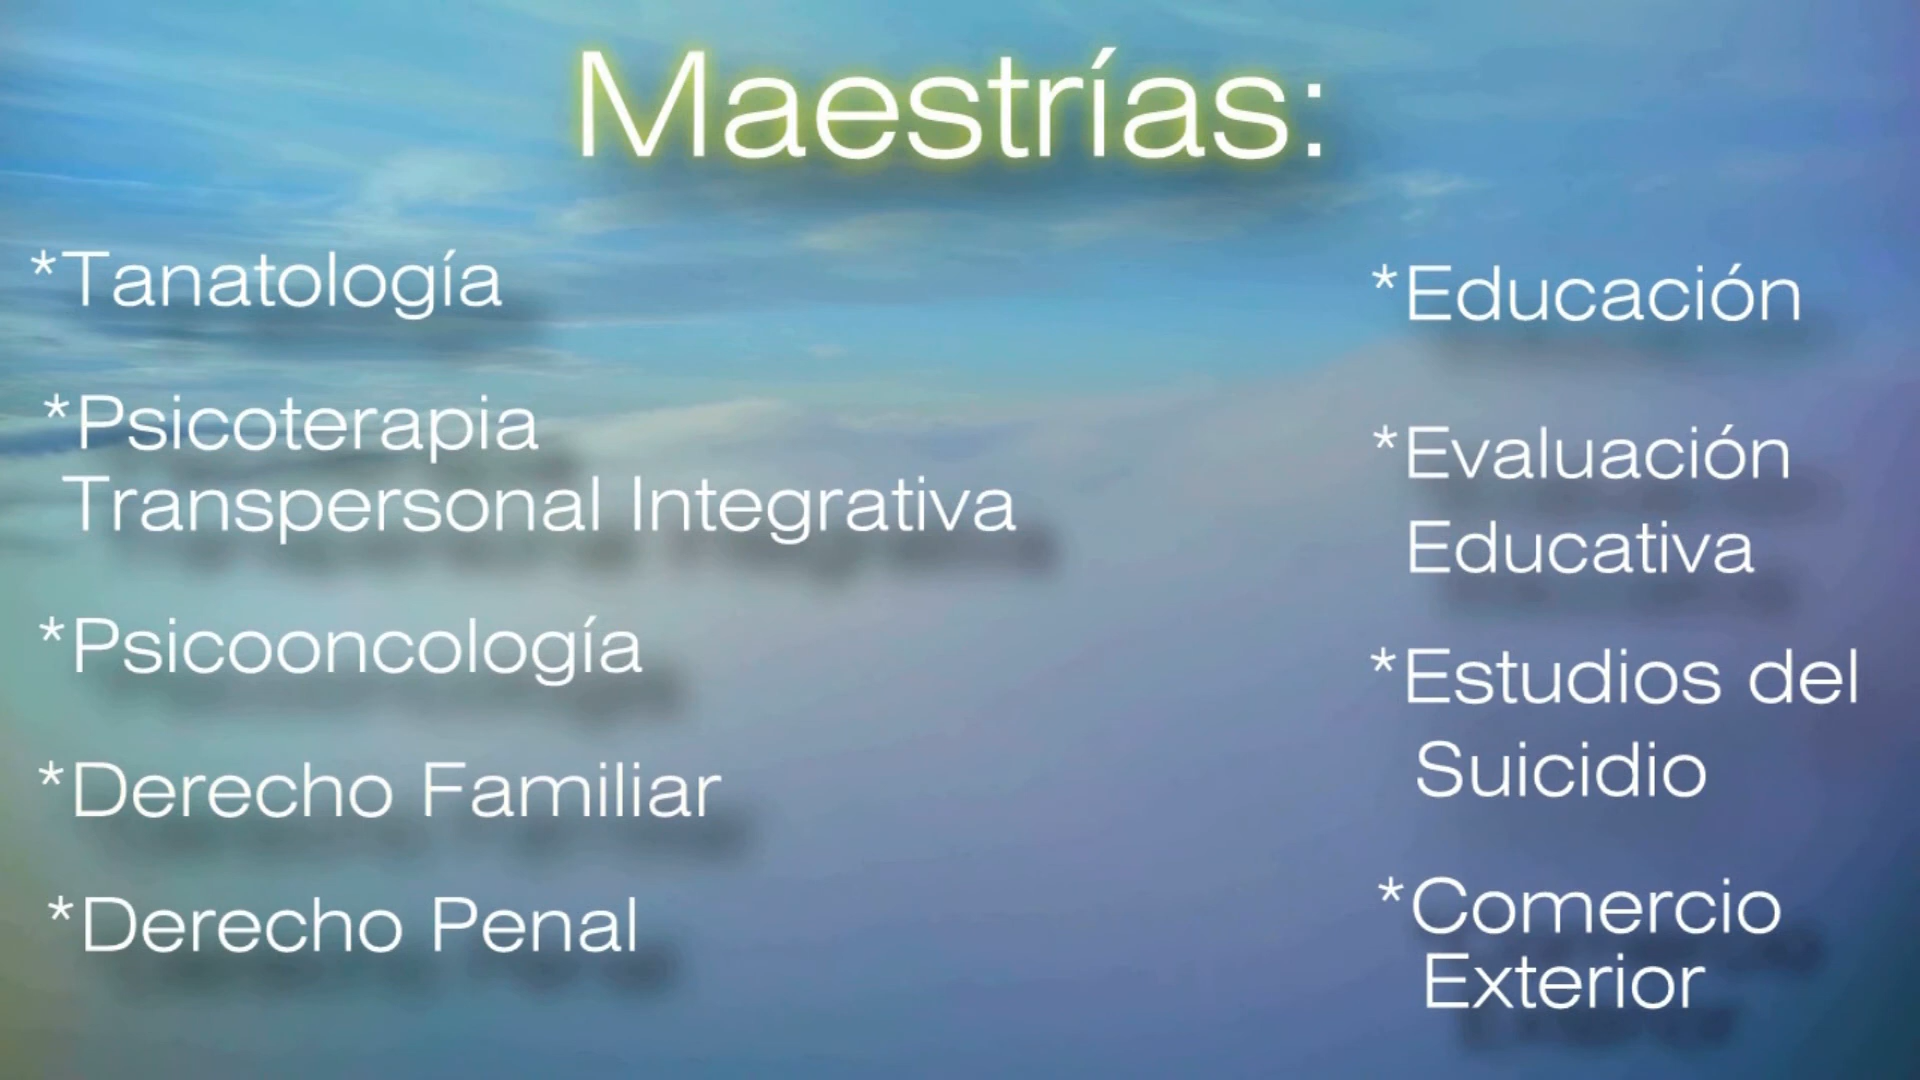 Maestrías:
*Tanatología
*Psicoterapia
Transpersonal Integrativa
*Psicooncología
*Derecho Familiar
*Derecho Penal
*Educación
*Evaluación
Educativa
*Estudios del
Suicidio
*Comercio
Exterior